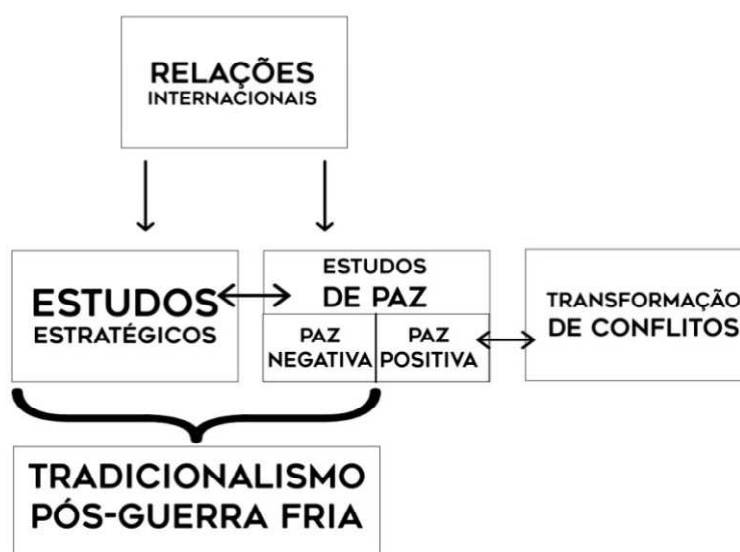 RELAÇÕES
INTERNACIONAIS
ESTUDOS
ESTRATÉGICOS
ESTUDOS
DE PAZ
PAZ
NEGATIVA
PAZ
POSITIVA
TRANSFORMAÇÃO
DE CONFLITOS
TRADICIONALISMO
PÓS-GUERRA FRIA